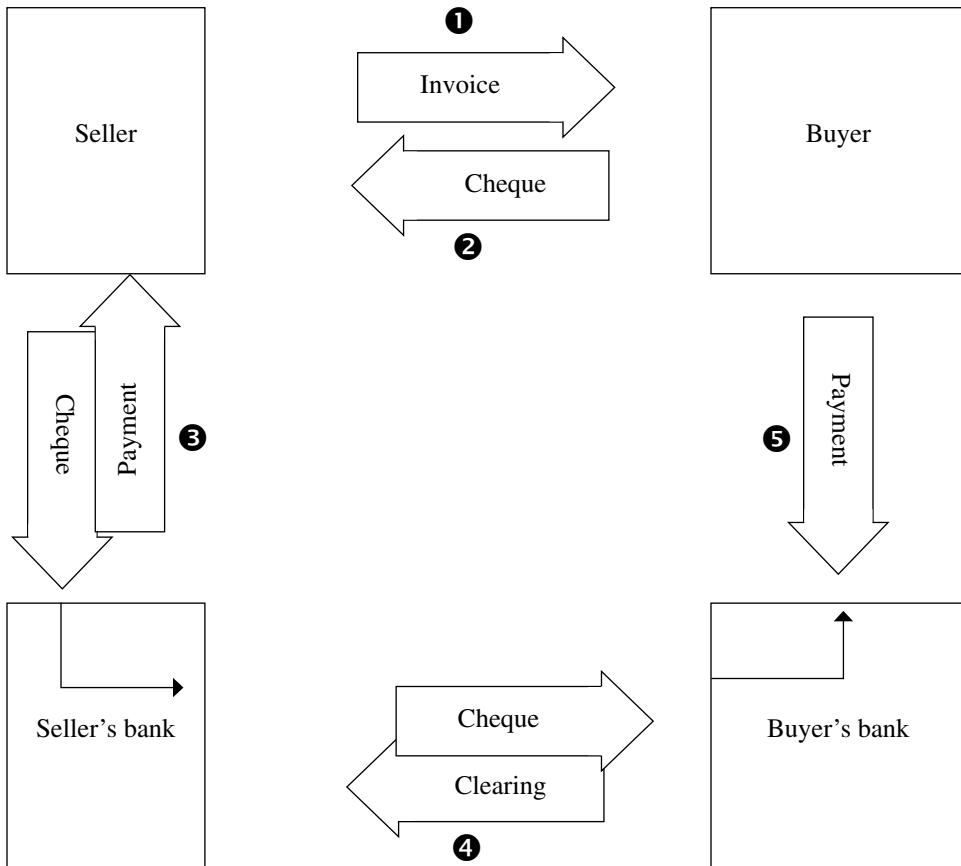 ❶
Invoice
Seller
Buyer
Cheque
❷
Cheque
Payment
❸
❺
Payment
Cheque
Seller’s bank
Buyer’s bank
Clearing
❹